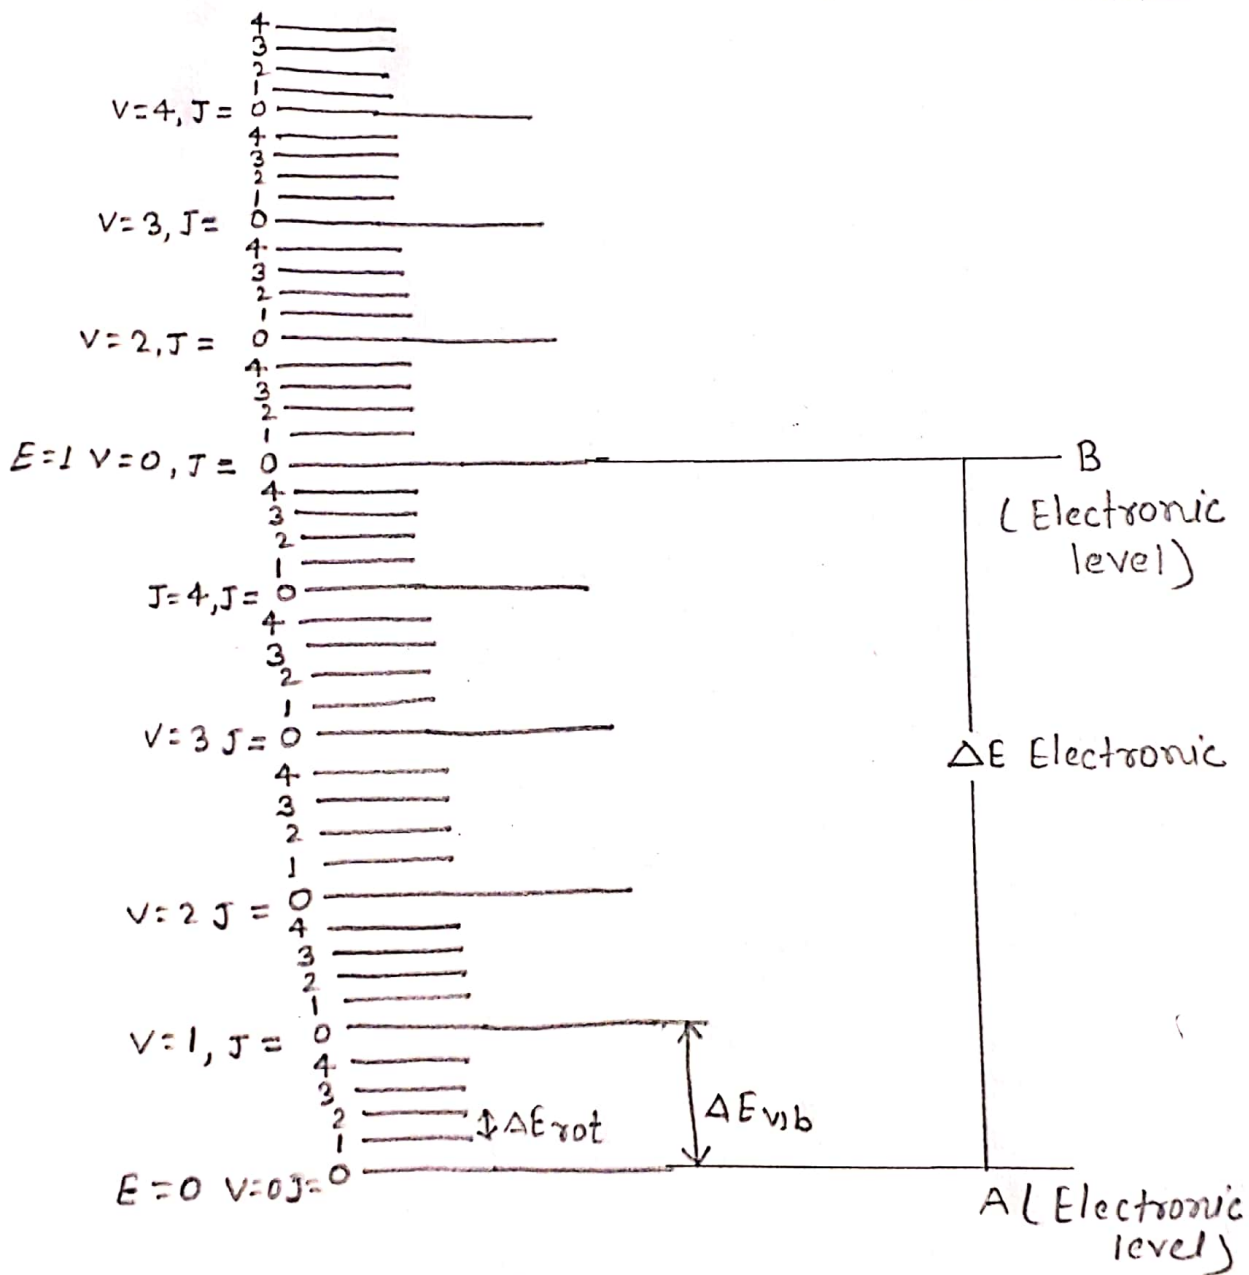 4
3
2
1
V=4, J= 0
4
3
2
1
V=3, J= 0
4
3
2
1
V=2, J= 0
4
3
2
1
E=1 V=0, J= 0
B
(Electronic
level)
4
3
2
1
J=4, J= 0
4
3
2
1
V=3 J= 0
ΔE Electronic
4
3
2
1
V=2 J= 0
4
3
2
1
V=1, J= 0
4
3
2
ΔErot
ΔEvib
1
E=0 V=0J=0
A (Electronic
level)